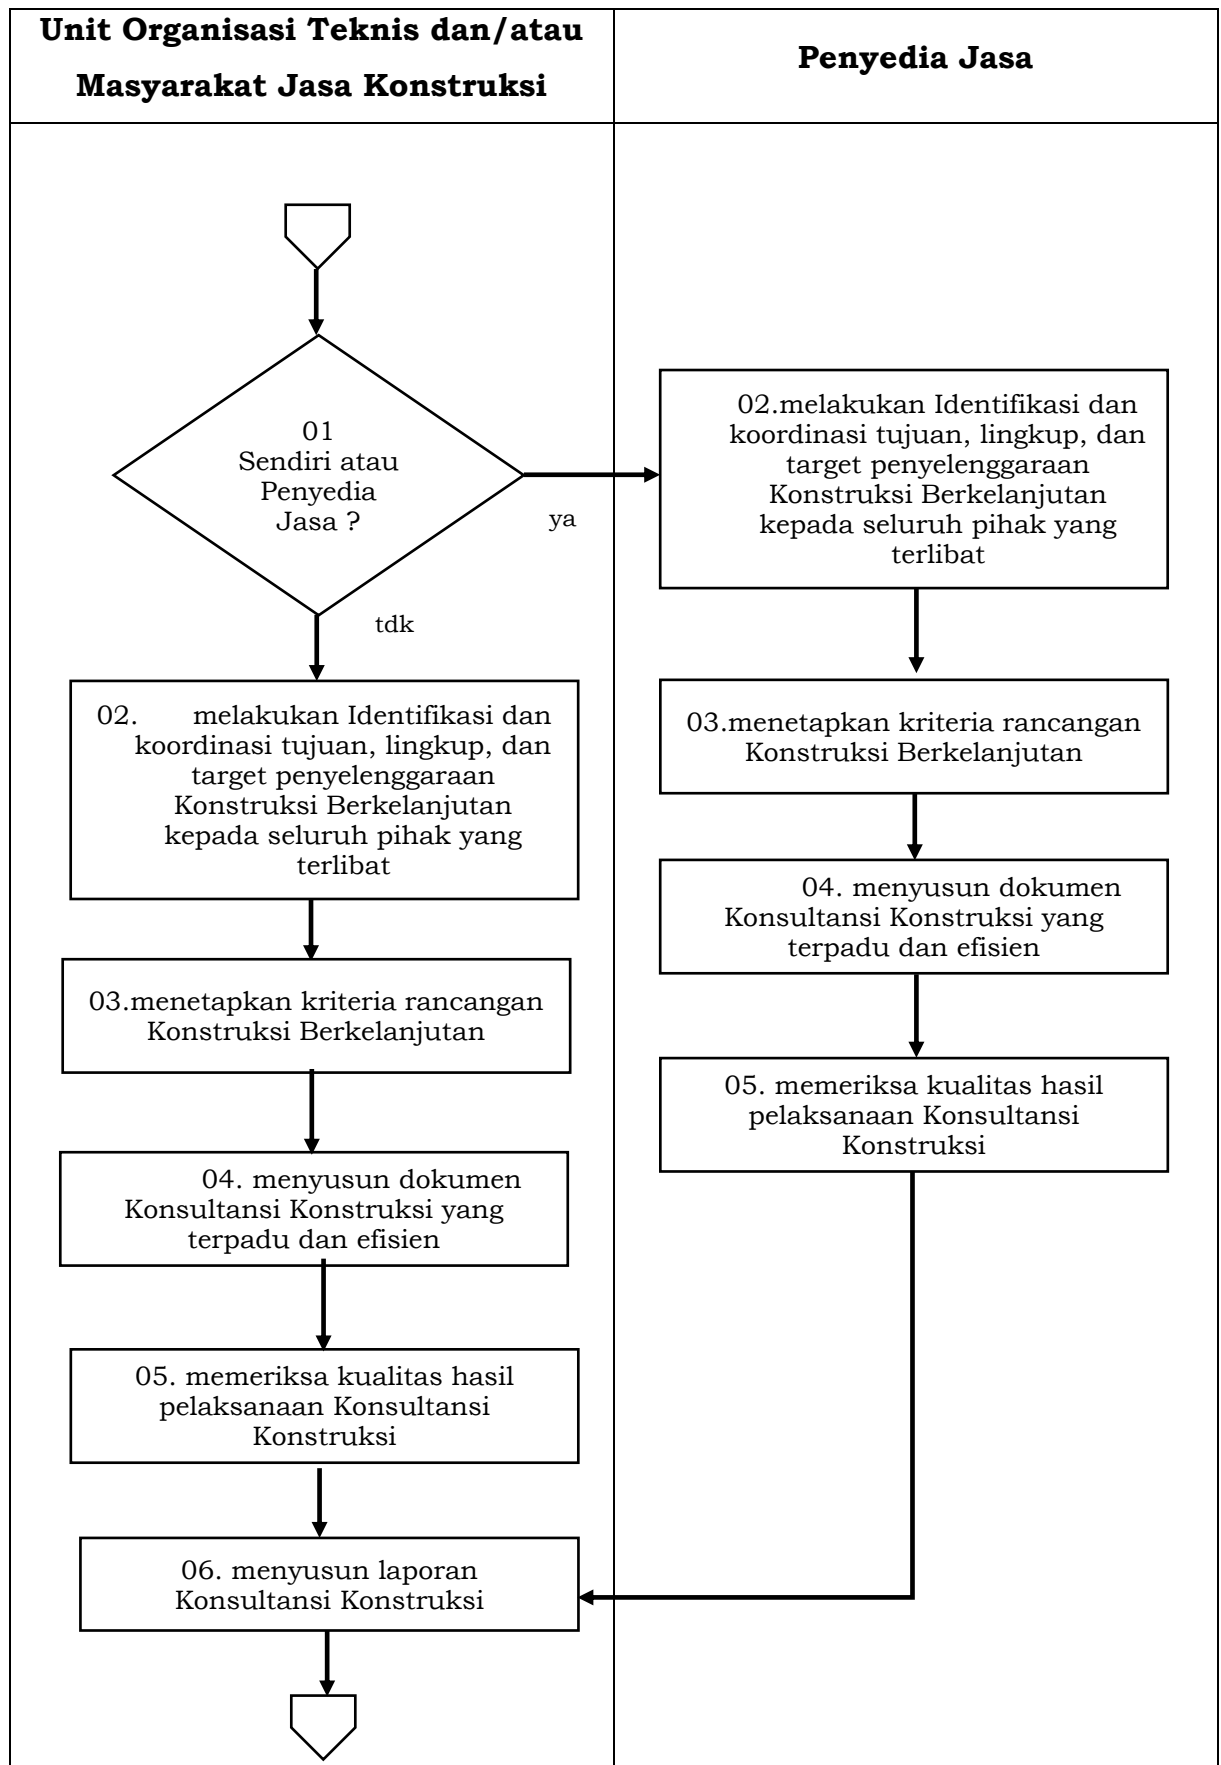 Unit Organisasi Teknis dan/atau
Masyarakat Jasa Konstruksi
Penyedia Jasa
01
Sendiri atau
Penyedia
Jasa ?
ya
tdk
02. melakukan Identifikasi dan
koordinasi tujuan, lingkup, dan
target penyelenggaraan
Konstruksi Berkelanjutan
kepada seluruh pihak yang
terlibat
03.menetapkan kriteria rancangan
Konstruksi Berkelanjutan
04. menyusun dokumen
Konsultansi Konstruksi yang
terpadu dan efisien
05. memeriksa kualitas hasil
pelaksanaan Konsultansi
Konstruksi
06. menyusun laporan
Konsultansi Konstruksi
02.melakukan Identifikasi dan
koordinasi tujuan, lingkup, dan
target penyelenggaraan
Konstruksi Berkelanjutan
kepada seluruh pihak yang
terlibat
03.menetapkan kriteria rancangan
Konstruksi Berkelanjutan
04. menyusun dokumen
Konsultansi Konstruksi yang
terpadu dan efisien
05. memeriksa kualitas hasil
pelaksanaan Konsultansi
Konstruksi